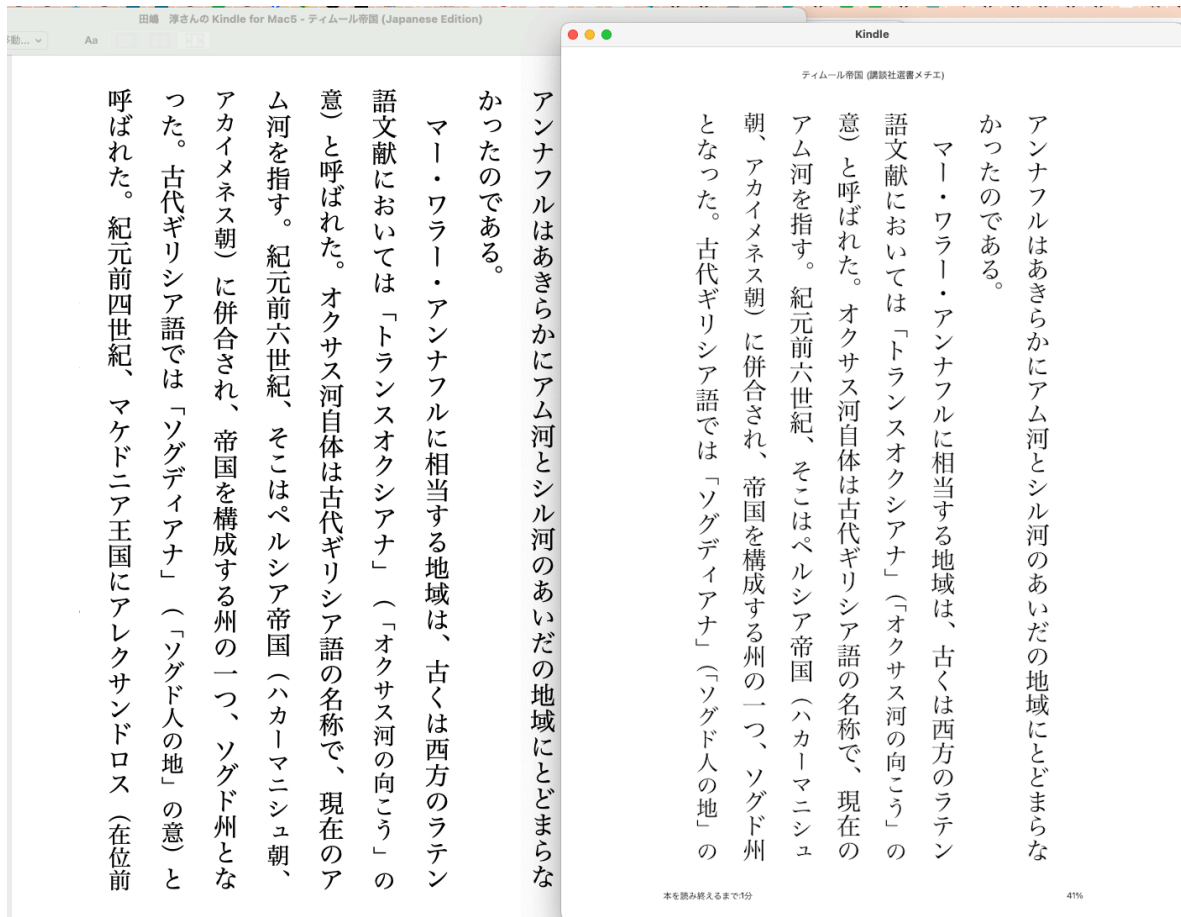 田嶋 淳さんの Kindle for Mac5 - ティムール帝国 (Japanese Edition)
移動...
Aa
アンナフルはあきらかにアム河とシル河のあいだの地域にとどまらな
かったのである。
マー・ワラー・アンナフルに相当する地域は、古くは西方のラテン
語文献においては「トランスオクシアナ」（「オクサス河の向こう」の
意）と呼ばれた。オクサス河自体は古代ギリシア語の名称で、現在のア
ム河を指す。紀元前六世紀、そこはペルシア帝国（ハカーマニシュ朝、
アカイメネス朝）に併合され、帝国を構成する州の一つ、ソグド州とな
った。古代ギリシア語では「ソグディアナ」（「ソグド人の地」の意）と
呼ばれた。紀元前四世紀、マケドニア王国にアレクサンドロス（在位前
Kindle
ティムール帝国 (講談社選書メチエ)
アンナフルはあきらかにアム河とシル河のあいだの地域にとどまらな
かったのである。
マー・ワラー・アンナフルに相当する地域は、古くは西方のラテン
語文献においては「トランスオクシアナ」（「オクサス河の向こう」の
意）と呼ばれた。オクサス河自体は古代ギリシア語の名称で、現在の
アム河を指す。紀元前六世紀、そこはペルシア帝国（ハカーマニシュ
朝、アカイメネス朝）に併合され、帝国を構成する州の一つ、ソグド州
となった。古代ギリシア語では「ソグディアナ」（「ソグド人の地」の
本を読み終えるまで:1分
41%